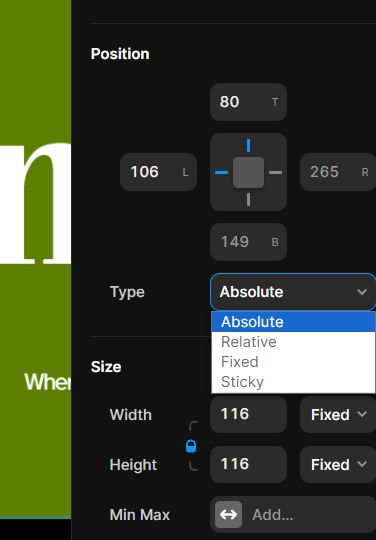 Position
80 T
106 L
265 R
149 B
Type Absolute
Absolute
Relative
Fixed
Sticky
Size
Width 116 Fixed
Height 116 Fixed
Min Max Add...